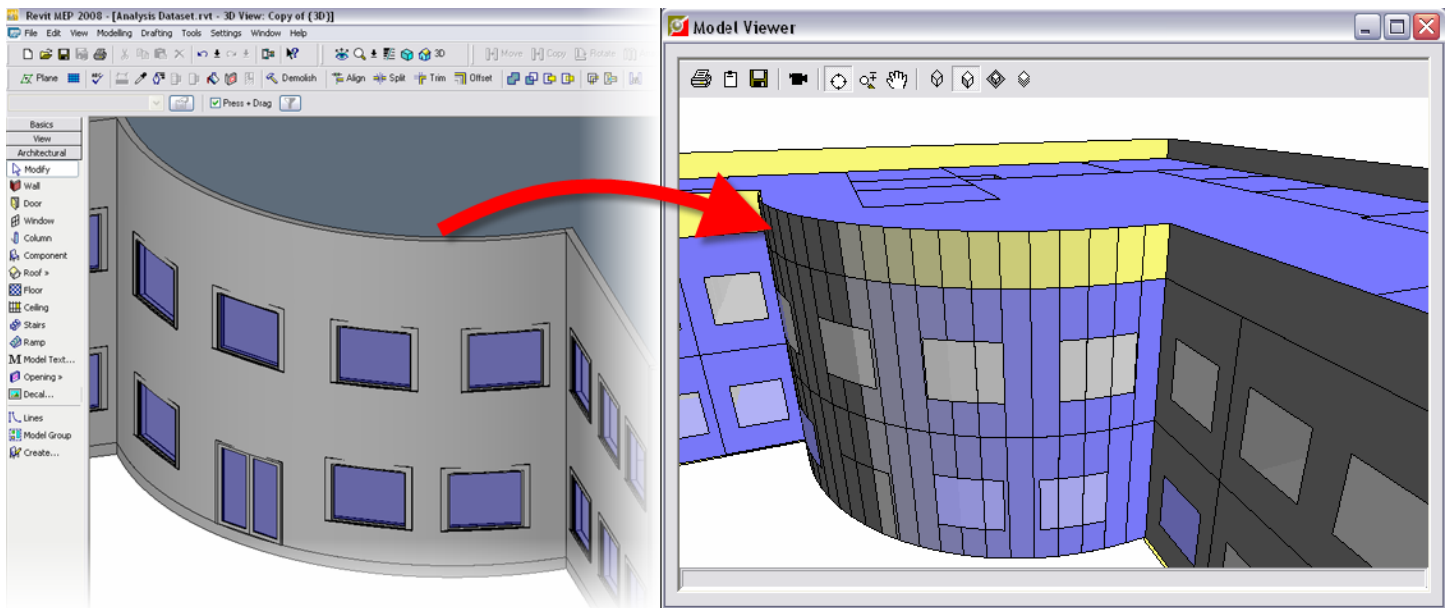 Revit MEP 2008 - [Analysis Dataset.rvt - 3D View: Copy of {3D}]
File Edit View Modelling Drafting Tools Settings Window Help
3D Move Copy Rotate
Plane Demolish Align Split Trim Offset
Press + Drag
Basics
View
Architectural
Modify
Wall
Door
Window
Column
Component
Roof »
Floor
Ceiling
Stairs
Ramp
Model Text...
Opening »
Decal...
Lines
Model Group
Create...
Model Viewer